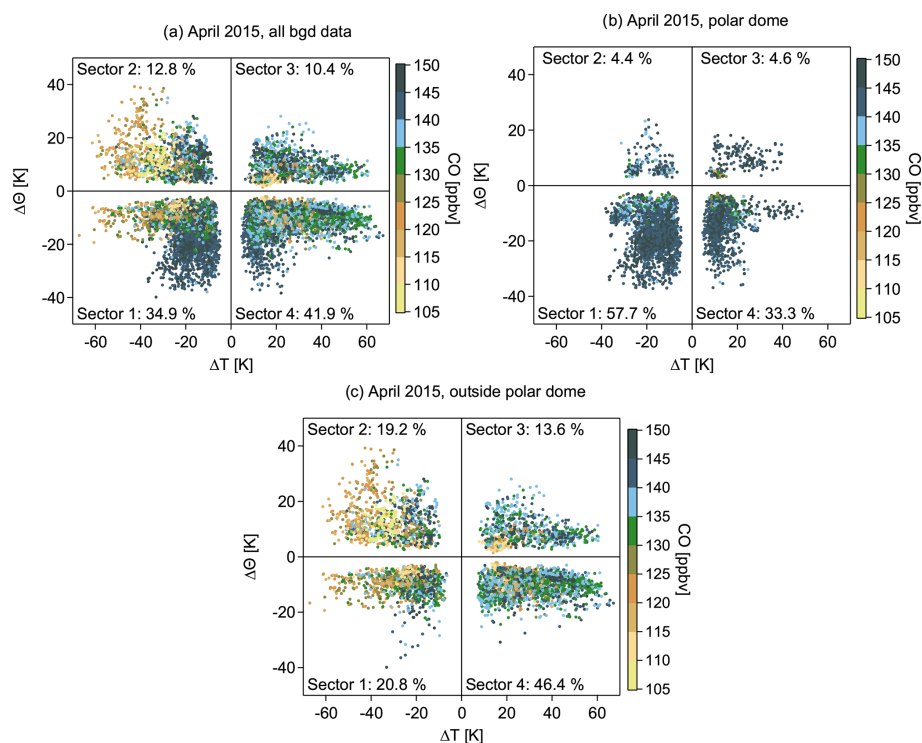 (a) April 2015, all bgd data
Sector 2: 12.8 %
Sector 3: 10.4 %
40
20
0
-20
-40
ΔΘ [K]
Sector 1: 34.9 %
Sector 4: 41.9 %
-60 -40 -20 0 20 40 60
ΔT [K]
150
145
140
135
130
125
120
115
110
105
CO [ppbv]
(b) April 2015, polar dome
Sector 2: 4.4 %
Sector 3: 4.6 %
40
20
0
-20
-40
ΔΘ [K]
Sector 1: 57.7 %
Sector 4: 33.3 %
-60 -40 -20 0 20 40 60
ΔT [K]
150
145
140
135
130
125
120
115
110
105
CO [ppbv]
(c) April 2015, outside polar dome
Sector 2: 19.2 %
Sector 3: 13.6 %
40
20
0
-20
-40
ΔΘ [K]
Sector 1: 20.8 %
Sector 4: 46.4 %
-60 -40 -20 0 20 40 60
ΔT [K]
150
145
140
135
130
125
120
115
110
105
CO [ppbv]